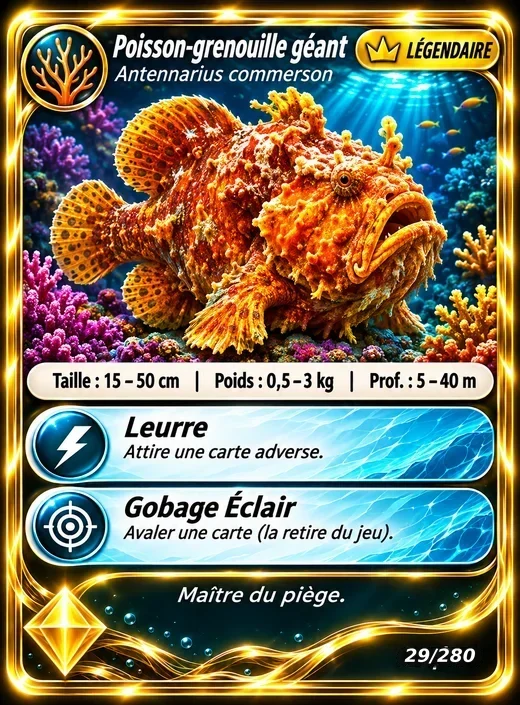 Poisson-grenouille géant
LÉGENDAIRE
Antennarius commerson
Taille : 15 – 50 cm | Poids : 0,5 – 3 kg | Prof. : 5 – 40 m
Leurre
Attire une carte adverse.
Gobage Éclair
Avaler une carte (la retire du jeu).
Maître du piège.
29/280